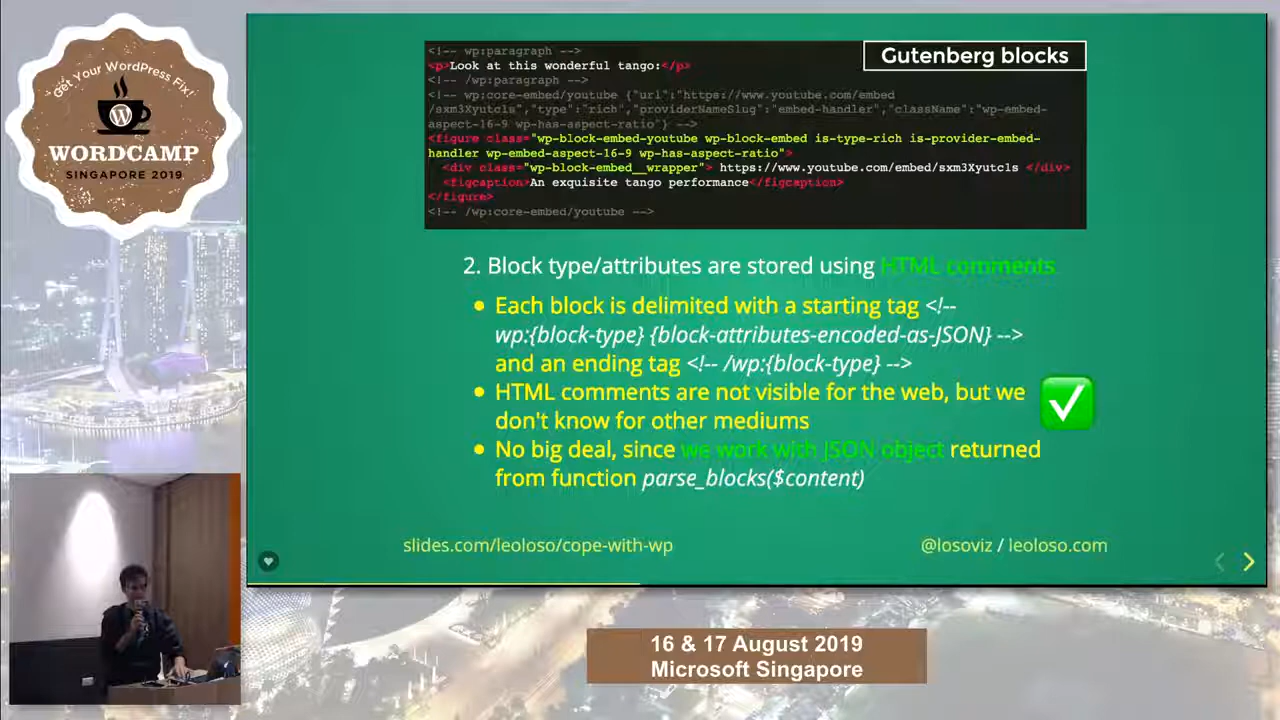 Get Your WordPress Fix!
WORDCAMP
SINGAPORE 2019
Gutenberg blocks
<!-- wp:paragraph -->
<p>Look at this wonderful tango:</p>
<!-- /wp:paragraph -->
<!-- wp:core-embed/youtube {"url":"https://www.youtube.com/embed
/sxm3Xyutc1s","type":"rich","providerNameSlug":"embed-handler","className":"wp-embed-
aspect-16-9 wp-has-aspect-ratio"} -->
<figure class="wp-block-embed-youtube wp-block-embed is-type-rich is-provider-embed-
handler wp-embed-aspect-16-9 wp-has-aspect-ratio">
<div class="wp-block-embed__wrapper"> https://www.youtube.com/embed/sxm3Xyutc1s </div>
<figcaption>An exquisite tango performance</figcaption>
</figure>
<!-- /wp:core-embed/youtube -->
2. Block type/attributes are stored using HTML comments
• Each block is delimited with a starting tag <!--
wp:{block-type} {block-attributes-encoded-as-JSON} -->
and an ending tag <!-- /wp:{block-type} -->
• HTML comments are not visible for the web, but we
don't know for other mediums
• No big deal, since we work with JSON object returned
from function parse_blocks($content)
slides.com/leoloso/cope-with-wp
@losoviz / leoloso.com
16 & 17 August 2019
Microsoft Singapore